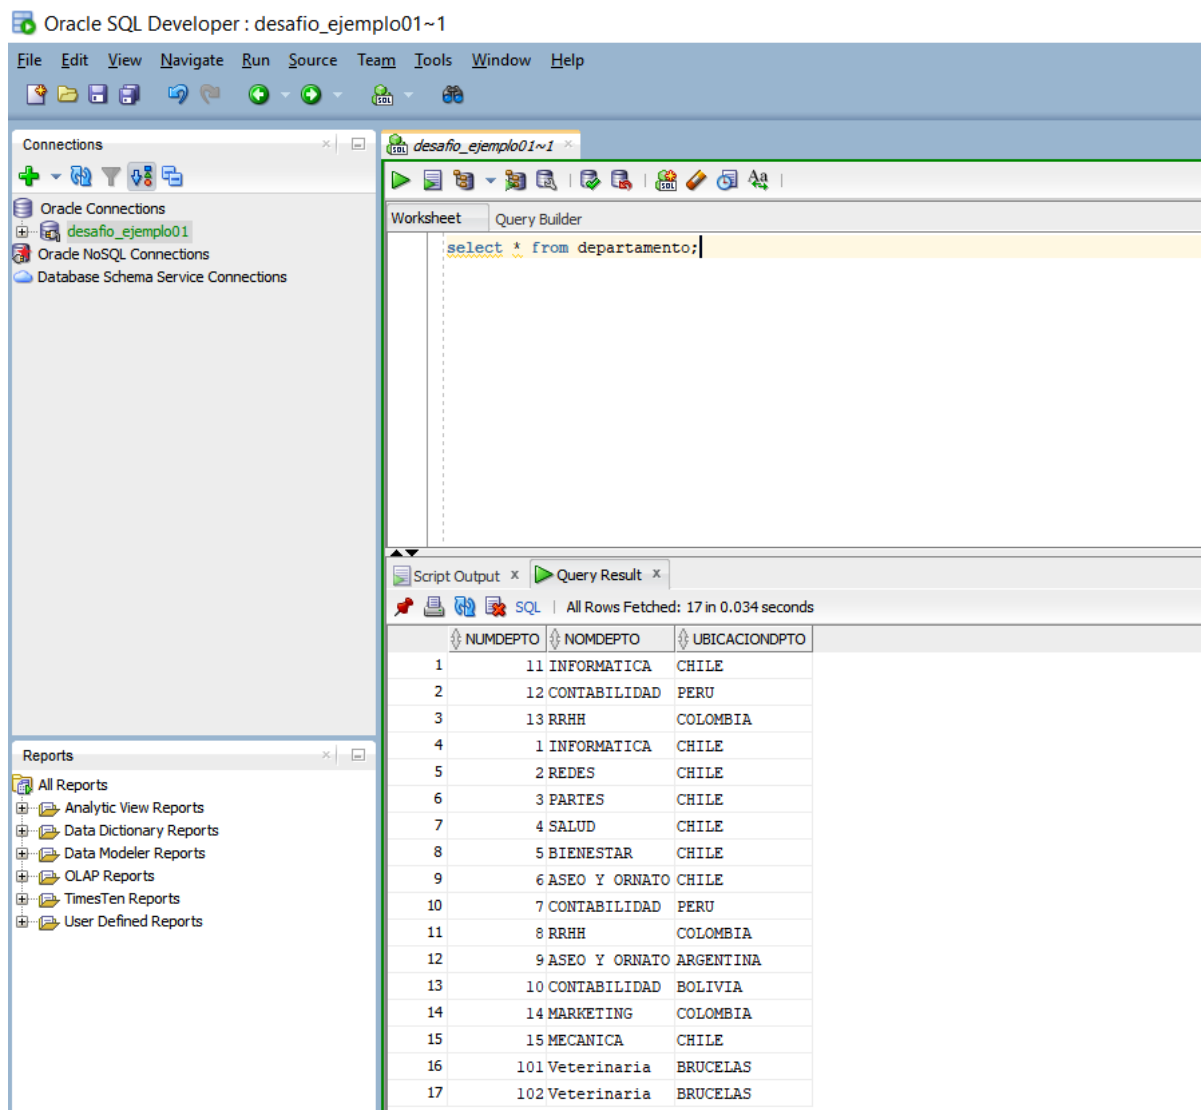 Oracle SQL Developer : desafio_ejemplo01~1
File Edit View Navigate Run Source Team Tools Window Help
Connections
Oracle Connections
desafio_ejemplo01
Oracle NoSQL Connections
Database Schema Service Connections
Reports
All Reports
Analytic View Reports
Data Dictionary Reports
Data Modeler Reports
OLAP Reports
TimesTen Reports
User Defined Reports
desafio_ejemplo01~1
Worksheet Query Builder
select * from departamento;
Script Output x Query Result x
SQL | All Rows Fetched: 17 in 0.034 seconds
NUMDEPTO NOMDEPTO UBICACIONDPTO
1 11 INFORMATICA CHILE
2 12 CONTABILIDAD PERU
3 13 RRHH COLOMBIA
4 1 INFORMATICA CHILE
5 2 REDES CHILE
6 3 PARTES CHILE
7 4 SALUD CHILE
8 5 BIENESTAR CHILE
9 6 ASEO Y ORNATO CHILE
10 7 CONTABILIDAD PERU
11 8 RRHH COLOMBIA
12 9 ASEO Y ORNATO ARGENTINA
13 10 CONTABILIDAD BOLIVIA
14 14 MARKETING COLOMBIA
15 15 MECANICA CHILE
16 101 Veterinaria BRUCELAS
17 102 Veterinaria BRUCELAS